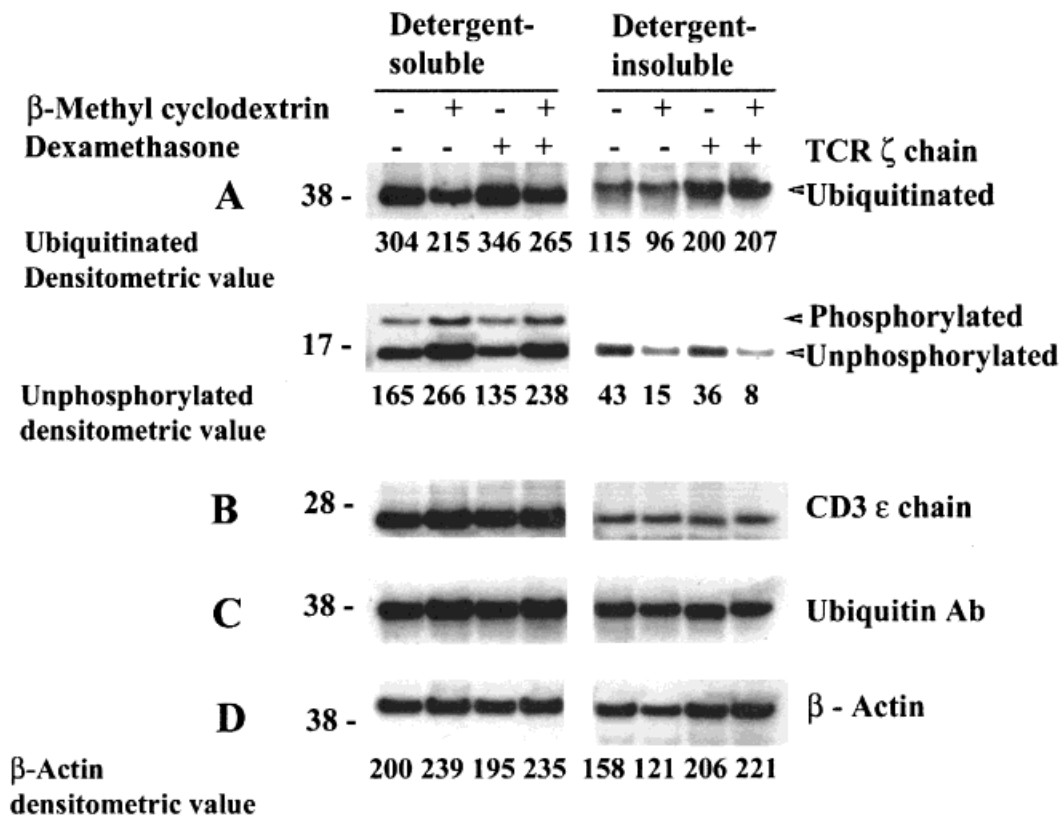 Detergent- Detergent-
soluble insoluble
β-Methyl cyclodextrin - + - + - + - +
Dexamethasone - - + + - - + + TCR ζ chain
A 38 - Ubiquitinated
Ubiquitinated 304 215 346 265 115 96 200 207
Densitometric value
Phosphorylated
17 - Unphosphorylated
Unphosphorylated 165 266 135 238 43 15 36 8
densitometric value
B 28 - CD3 ε chain
C 38 - Ubiquitin Ab
D 38 - β - Actin
β-Actin 200 239 195 235 158 121 206 221
densitometric value